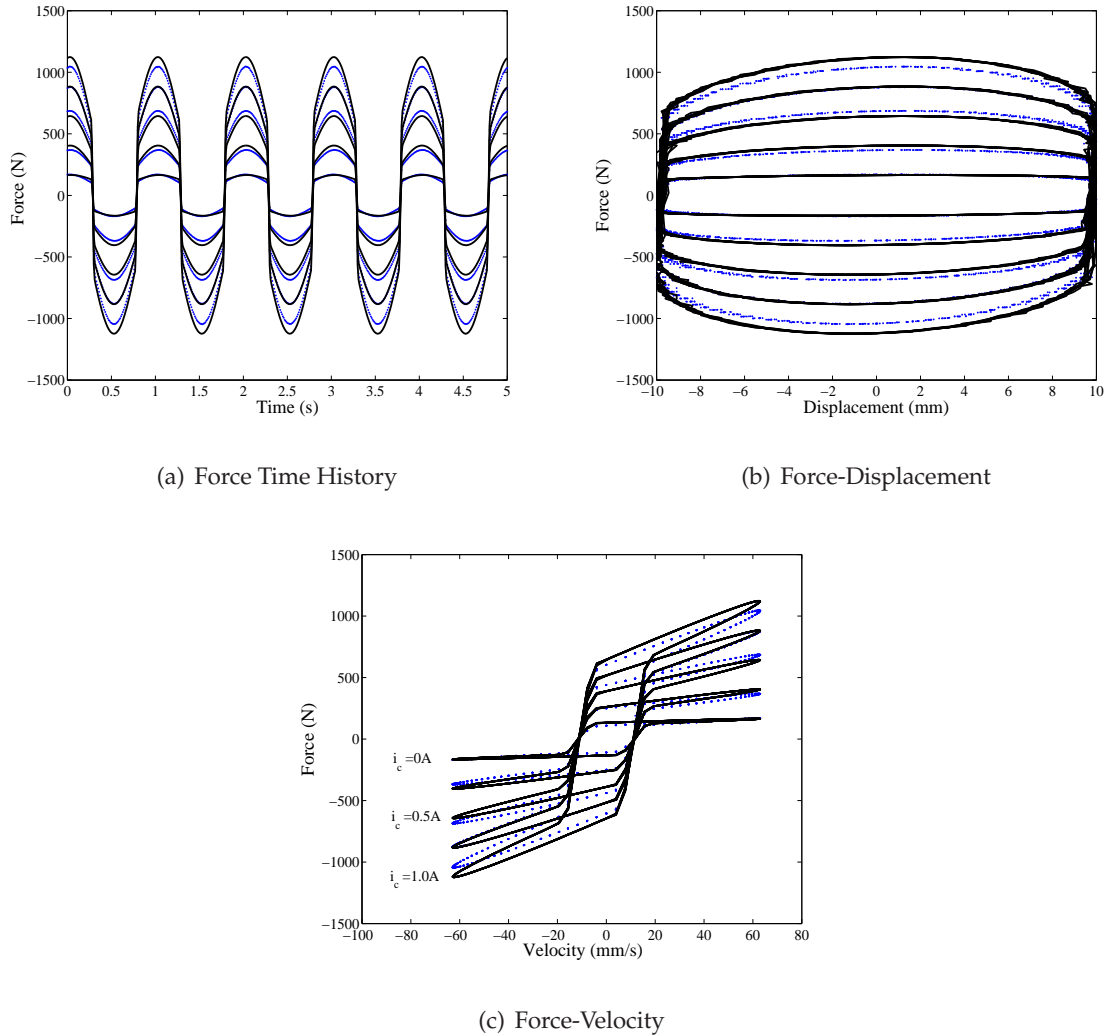 1500
1000
500
0
−500
−1000
−1500
Force (N)
0 0.5 1 1.5 2 2.5 3 3.5 4 4.5 5
Time (s)
(a) Force Time History
1500
1000
500
0
−500
−1000
−1500
Force (N)
−10 −8 −6 −4 −2 0 2 4 6 8 10
Displacement (mm)
(b) Force-Displacement
1500
1000
500
0
−500
−1000
−1500
Force (N)
i_c=0A
i_c=0.5A
i_c=1.0A
−100 −80 −60 −40 −20 0 20 40 60 80
Velocity (mm/s)
(c) Force-Velocity